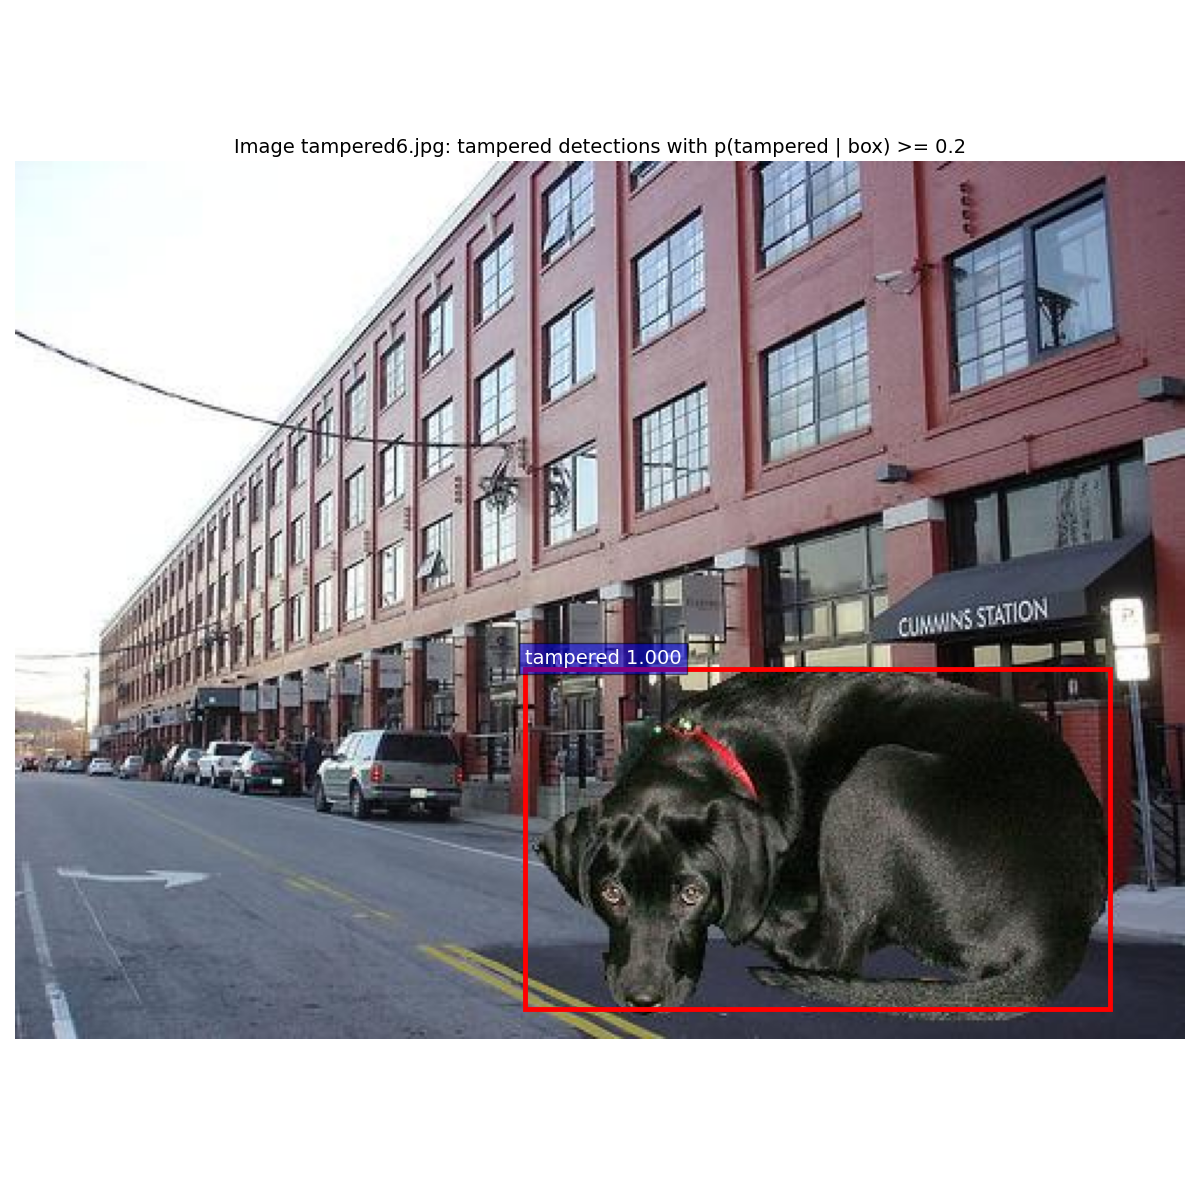 Image tampered6.jpg: tampered detections with p(tampered | box) >= 0.2
CUMMINS STATION
P
tampered 1.000